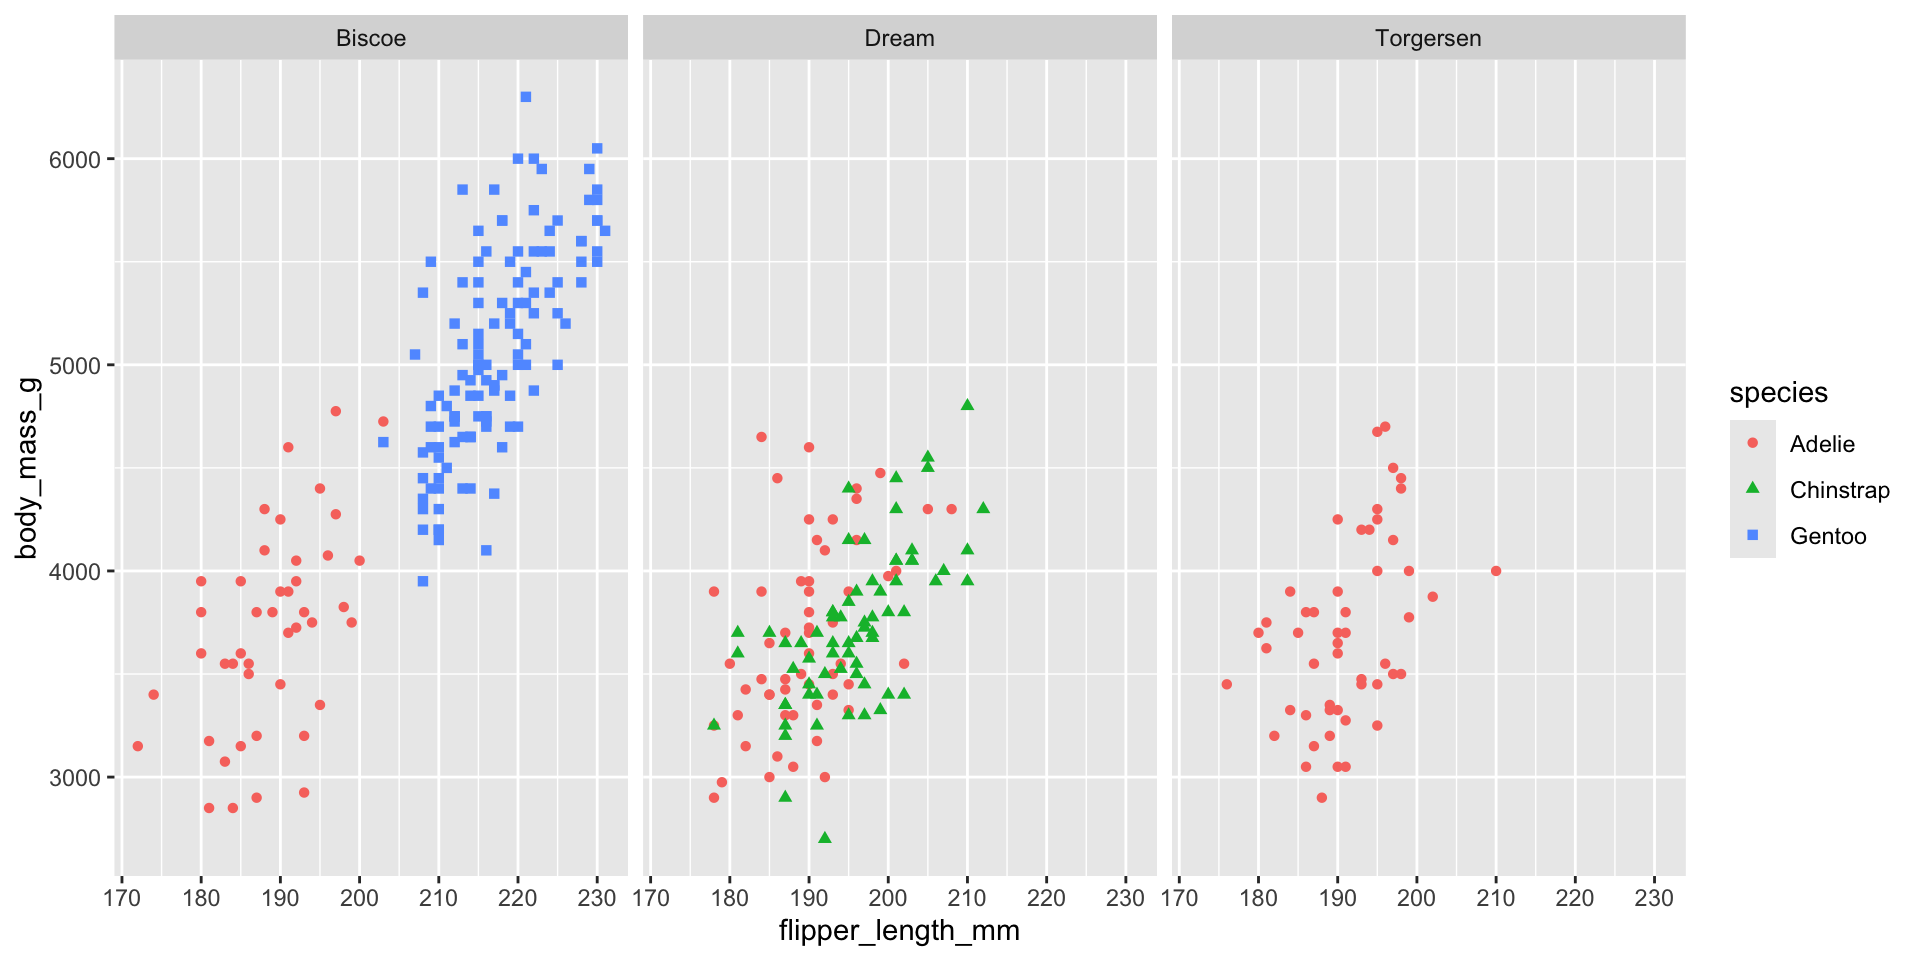 Biscoe
Dream
Torgersen
6000
5000
4000
3000
body_mass_g
170 180 190 200 210 220 230
170 180 190 200 210 220 230
170 180 190 200 210 220 230
flipper_length_mm
species
Adelie
Chinstrap
Gentoo